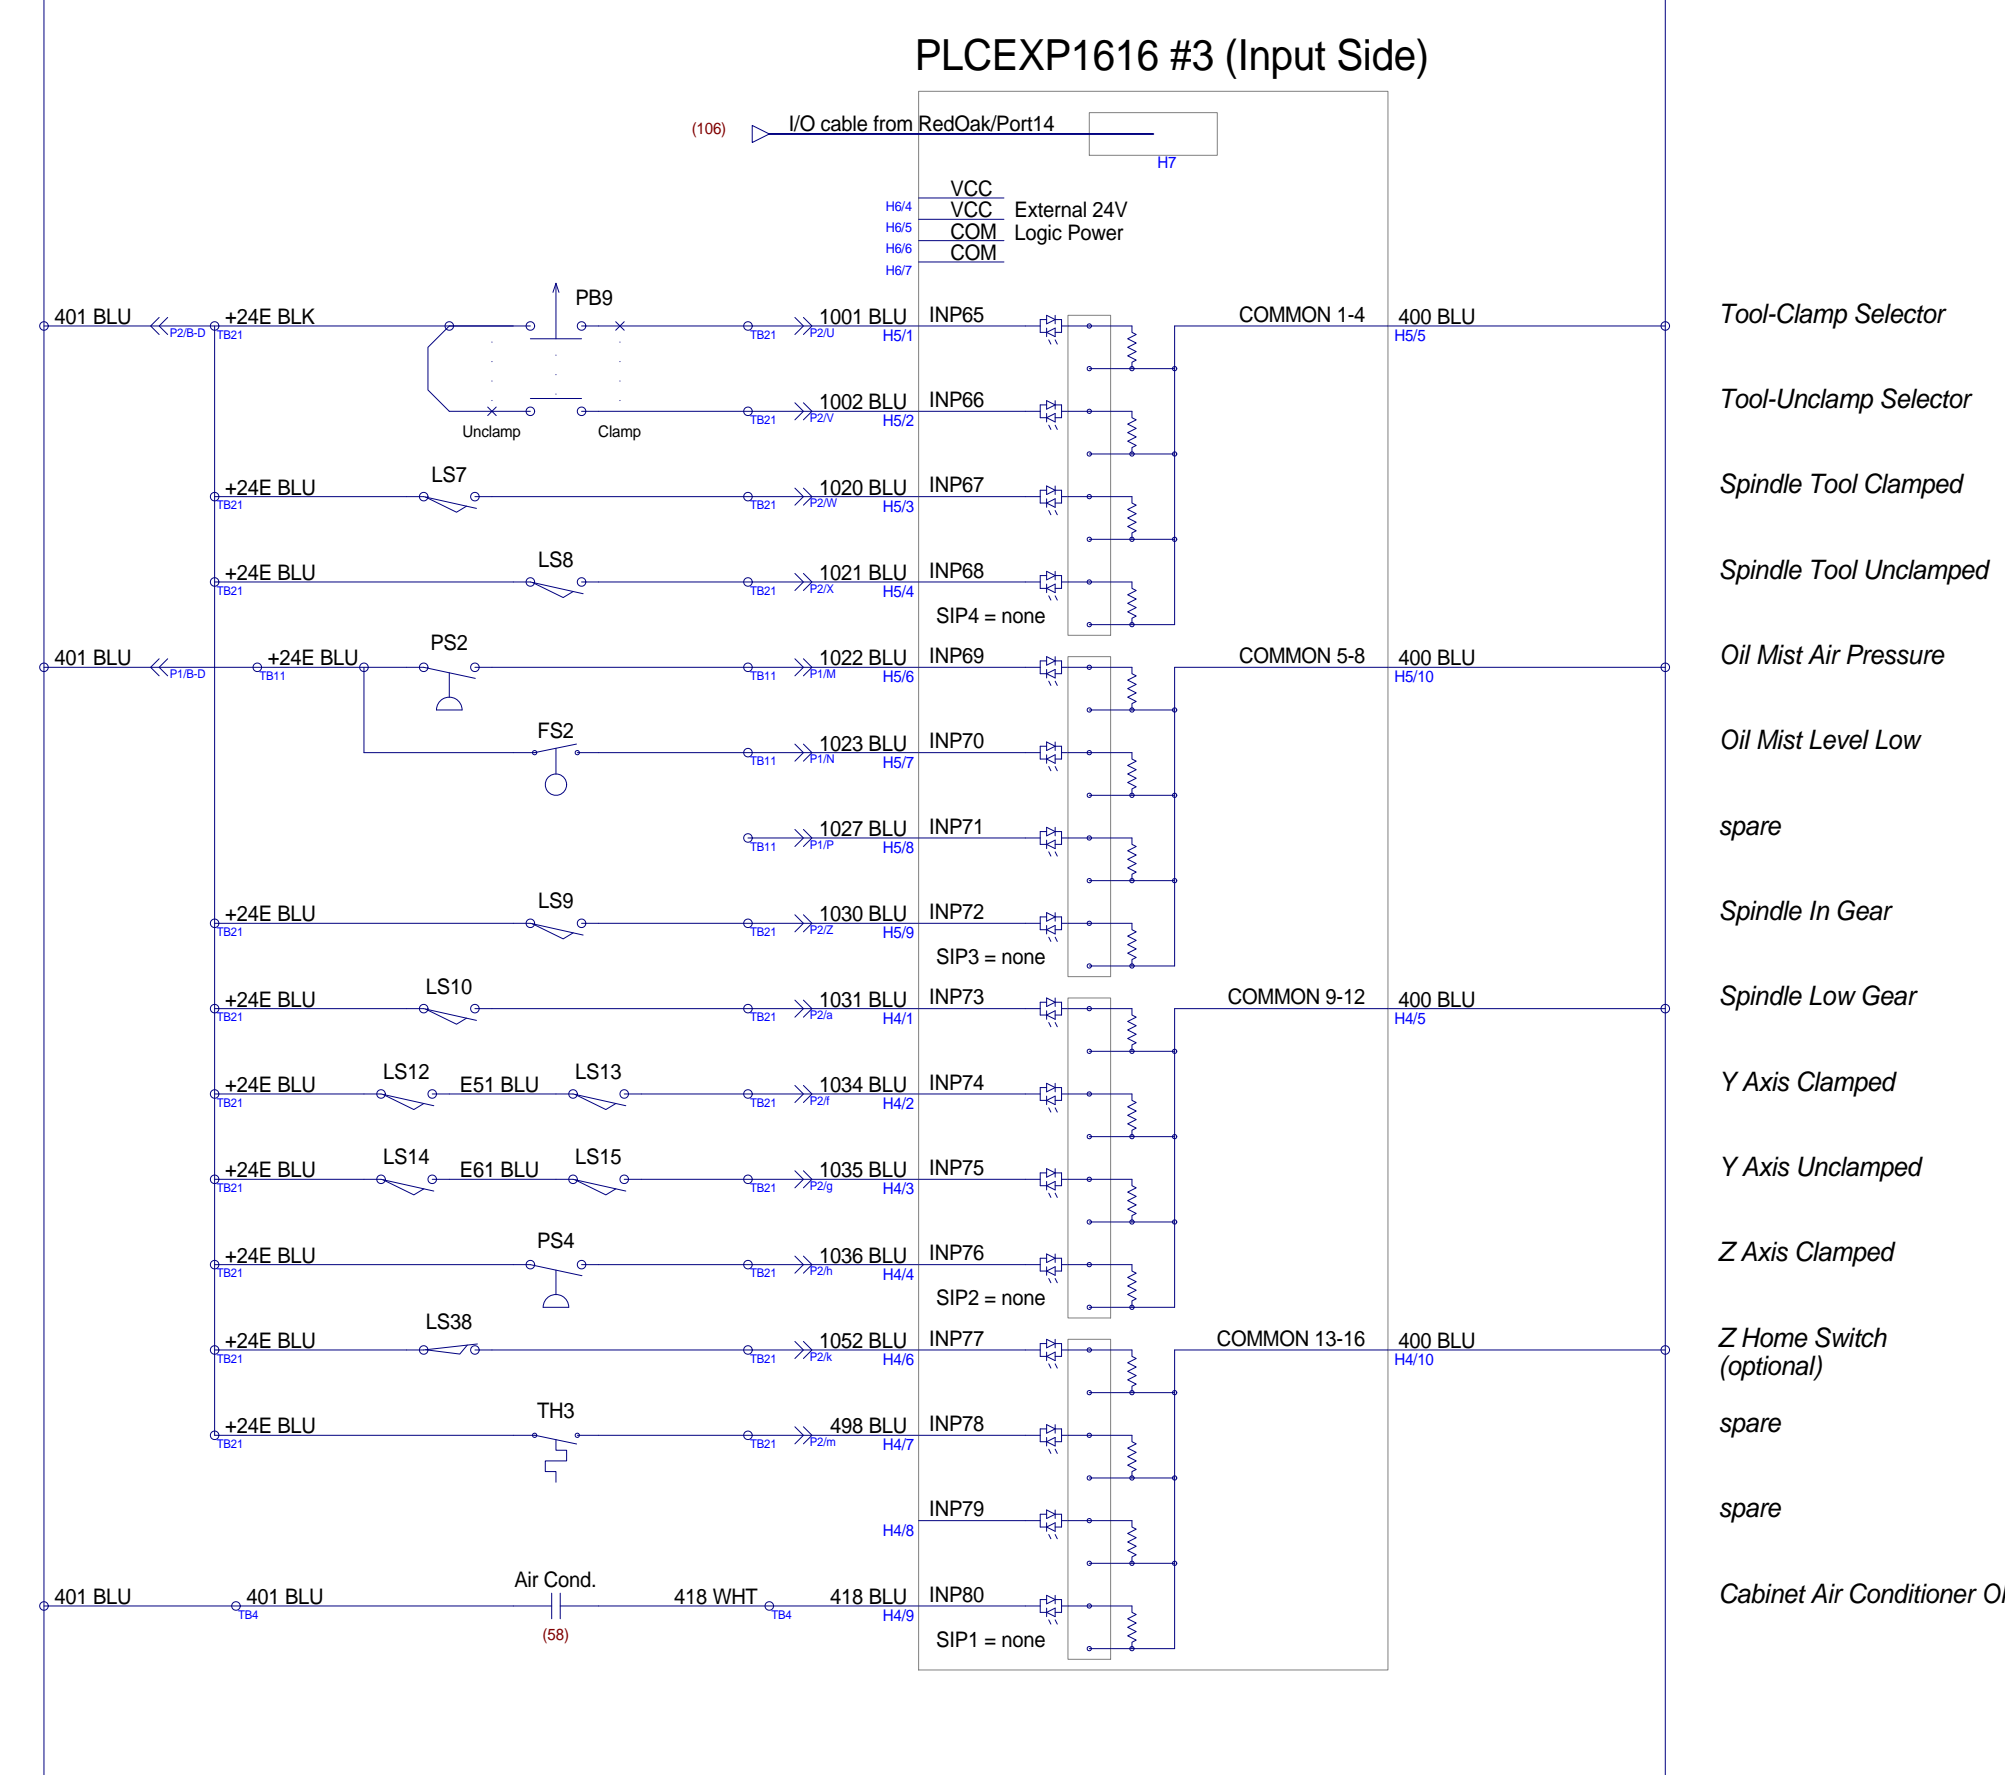 PLCEXP1616 #3 (Input Side)
(106) I/O cable from RedOak/Port14
H7
VCC
H6/4 VCC External 24V
H6/5 COM Logic Power
H6/6 COM
H6/7
401 BLU P2/B-D +24E BLK TB21 PB9 TB21 P2/U 1001 BLU H5/1 INP65 COMMON 1-4 400 BLU H5/5 Tool-Clamp Selector
TB21 P2/V 1002 BLU H5/2 INP66 Tool-Unclamp Selector
Unclamp Clamp
+24E BLU TB21 LS7 TB21 P2/W 1020 BLU H5/3 INP67 Spindle Tool Clamped
+24E BLU TB21 LS8 TB21 P2/X 1021 BLU H5/4 INP68 Spindle Tool Unclamped
SIP4 = none
401 BLU P1/B-D TB11 +24E BLU PS2 TB11 P1/M 1022 BLU H5/6 INP69 COMMON 5-8 400 BLU H5/10 Oil Mist Air Pressure
FS2 TB11 P1/N 1023 BLU H5/7 INP70 Oil Mist Level Low
TB11 P1/P 1027 BLU H5/8 INP71 spare
+24E BLU TB21 LS9 TB21 P2/Z 1030 BLU H5/9 INP72 Spindle In Gear
SIP3 = none
+24E BLU TB21 LS10 TB21 P2/a 1031 BLU H4/1 INP73 COMMON 9-12 400 BLU H4/5 Spindle Low Gear
+24E BLU TB21 LS12 E51 BLU LS13 TB21 P2/f 1034 BLU H4/2 INP74 Y Axis Clamped
+24E BLU TB21 LS14 E61 BLU LS15 TB21 P2/g 1035 BLU H4/3 INP75 Y Axis Unclamped
+24E BLU TB21 PS4 TB21 P2/h 1036 BLU H4/4 INP76 Z Axis Clamped
SIP2 = none
+24E BLU TB21 LS38 TB21 P2/k 1052 BLU H4/6 INP77 COMMON 13-16 400 BLU H4/10 Z Home Switch
(optional)
+24E BLU TB21 TH3 TB21 P2/m 498 BLU H4/7 INP78 spare
H4/8 INP79 spare
401 BLU TB4 401 BLU Air Cond. 418 WHT TB4 418 BLU H4/9 INP80 Cabinet Air Conditioner
(58)
SIP1 = none